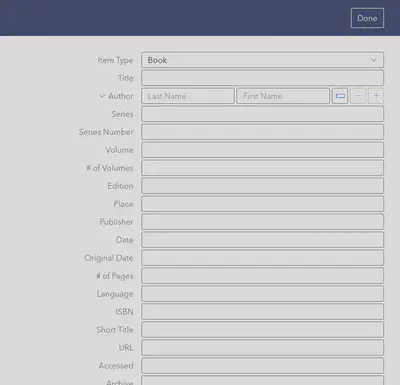 Done
Item Type Book
Title
Author Last Name First Name
Series
Series Number
Volume
# of Volumes
Edition
Place
Publisher
Date
Original Date
# of Pages
Language
ISBN
Short Title
URL
Accessed
Archive